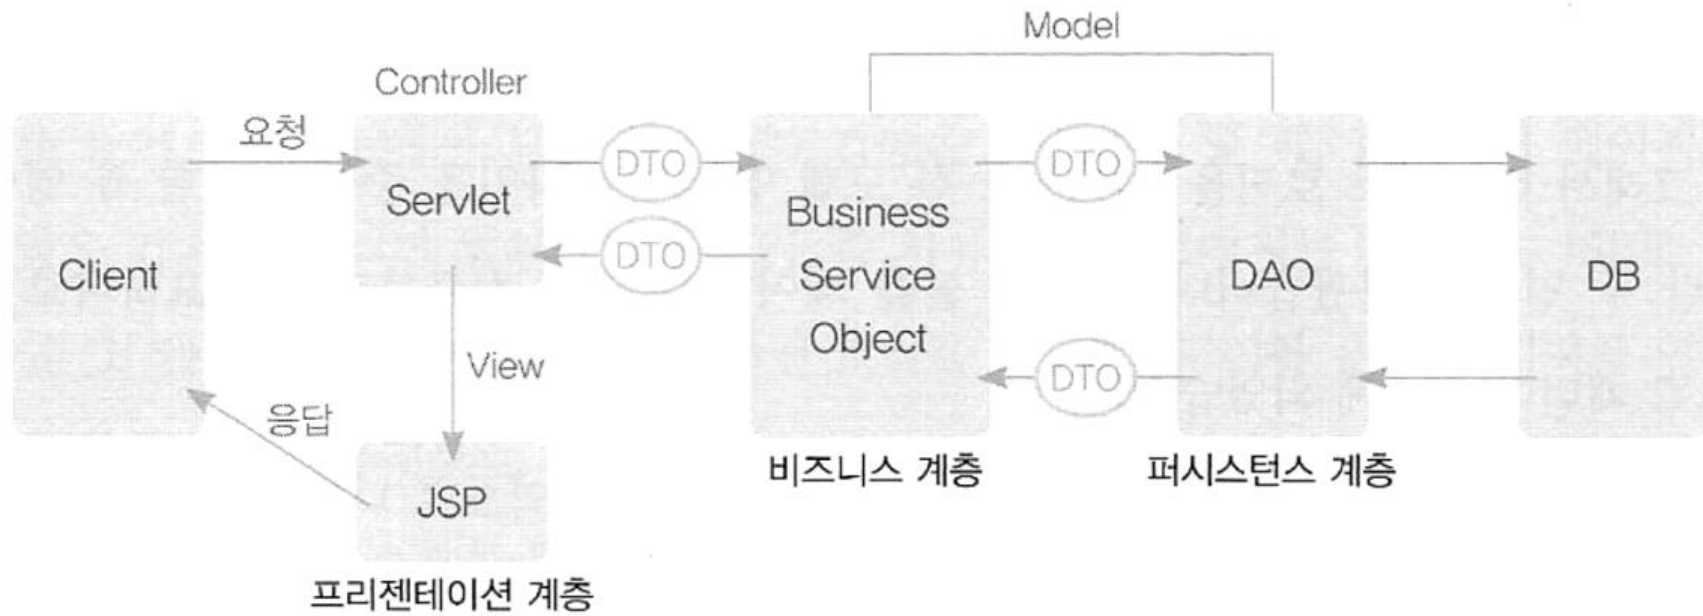 Model
Controller
요청
DTO
DTO
Servlet
Business
Service
Object
DTO
DTO
Client
DAO
DB
View
응답
JSP
비즈니스 계층
퍼시스턴스 계층
프리젠테이션 계층